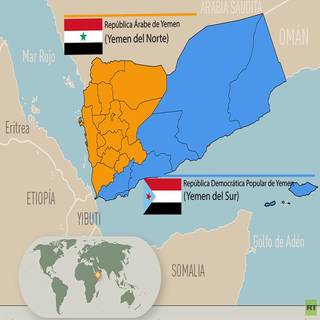 República Árabe de Yemen
(Yemen del Norte)
ARABIA SAUDITA
OMÁN
Mar Rojo
Eritrea
República Democrática Popular de Yemen
(Yemen del Sur)
ETIOPÍA
YIBUTI
Golfo de Adén
SOMALIA
RT